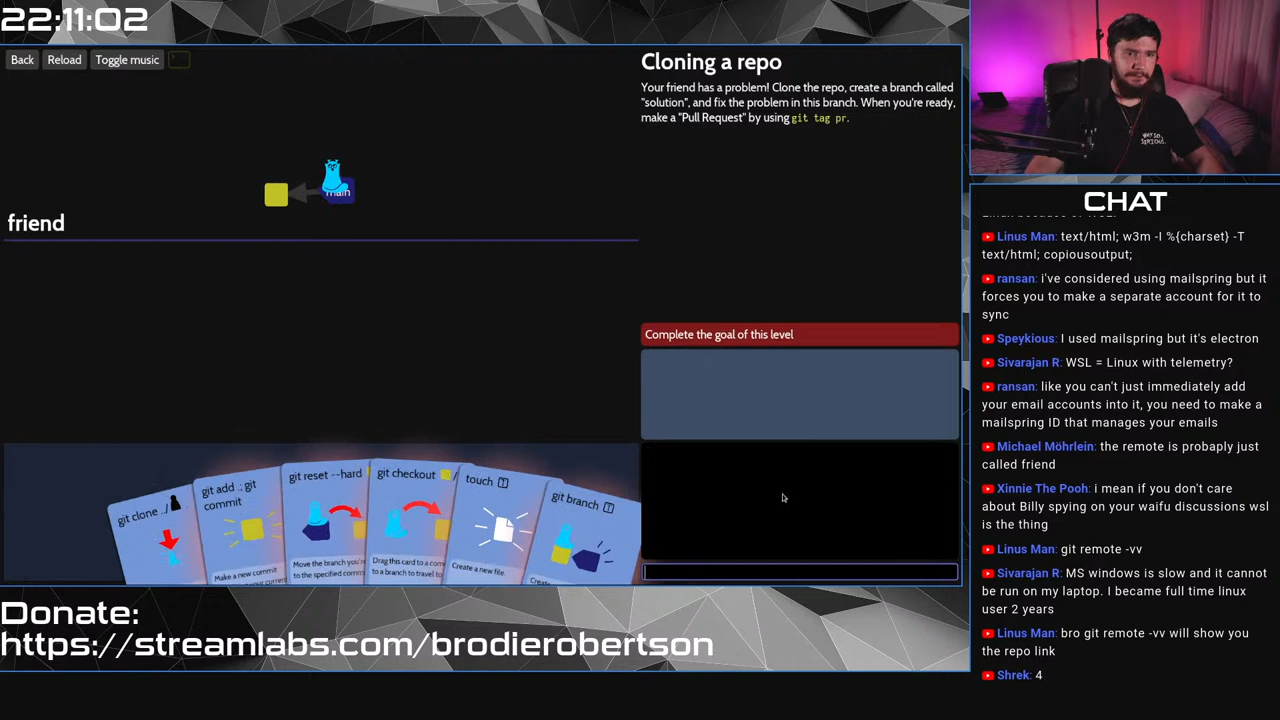 22:11:02
Back
Reload
Toggle music
Cloning a repo
Your friend has a problem! Clone the repo, create a branch called
"solution", and fix the problem in this branch. When you're ready,
make a "Pull Request" by using git tag pr.
main
friend
Complete the goal of this level
git clone ../
git add .; git
commit
Make a new commit
git reset --hard
Move the branch you're
to the specified comm
git checkout /
Drag this card to a com
to a branch to travel to
touch
Create a new file.
git branch
WHY SO
SERIOUS.
CHAT
Linus Man: text/html; w3m -I %{charset} -T
text/html; copiousoutput;
ransan: i've considered using mailspring but it
forces you to make a separate account for it to
sync
Speykious: I used mailspring but it's electron
Sivarajan R: WSL = Linux with telemetry?
ransan: like you can't just immediately add
your email accounts into it, you need to make a
mailspring ID that manages your emails
Michael Möhrlein: the remote is probaply just
called friend
Xinnie The Pooh: i mean if you don't care
about Billy spying on your waifu discussions wsl
is the thing
Linus Man: git remote -vv
Sivarajan R: MS windows is slow and it cannot
be run on my laptop. I became full time linux
user 2 years
Linus Man: bro git remote -vv will show you
the repo link
Shrek: 4
Donate:
https://streamlabs.com/brodierobertson